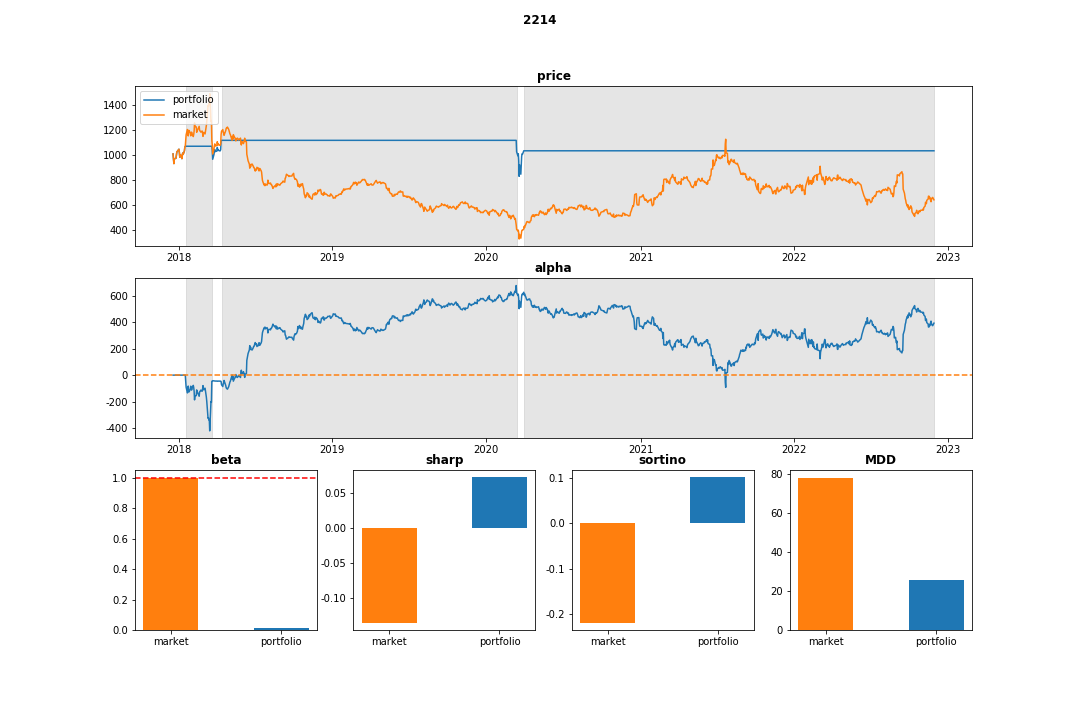 2214
price
portfolio
market
1400
1200
1000
800
600
400
2018 2019 2020 2021 2022 2023
alpha
600
400
200
0
-200
-400
2018 2019 2020 2021 2022 2023
beta
1.0
0.8
0.6
0.4
0.2
0.0
market portfolio
sharp
0.05
0.00
-0.05
-0.10
market portfolio
sortino
0.1
0.0
-0.1
-0.2
market portfolio
MDD
80
60
40
20
0
market portfolio